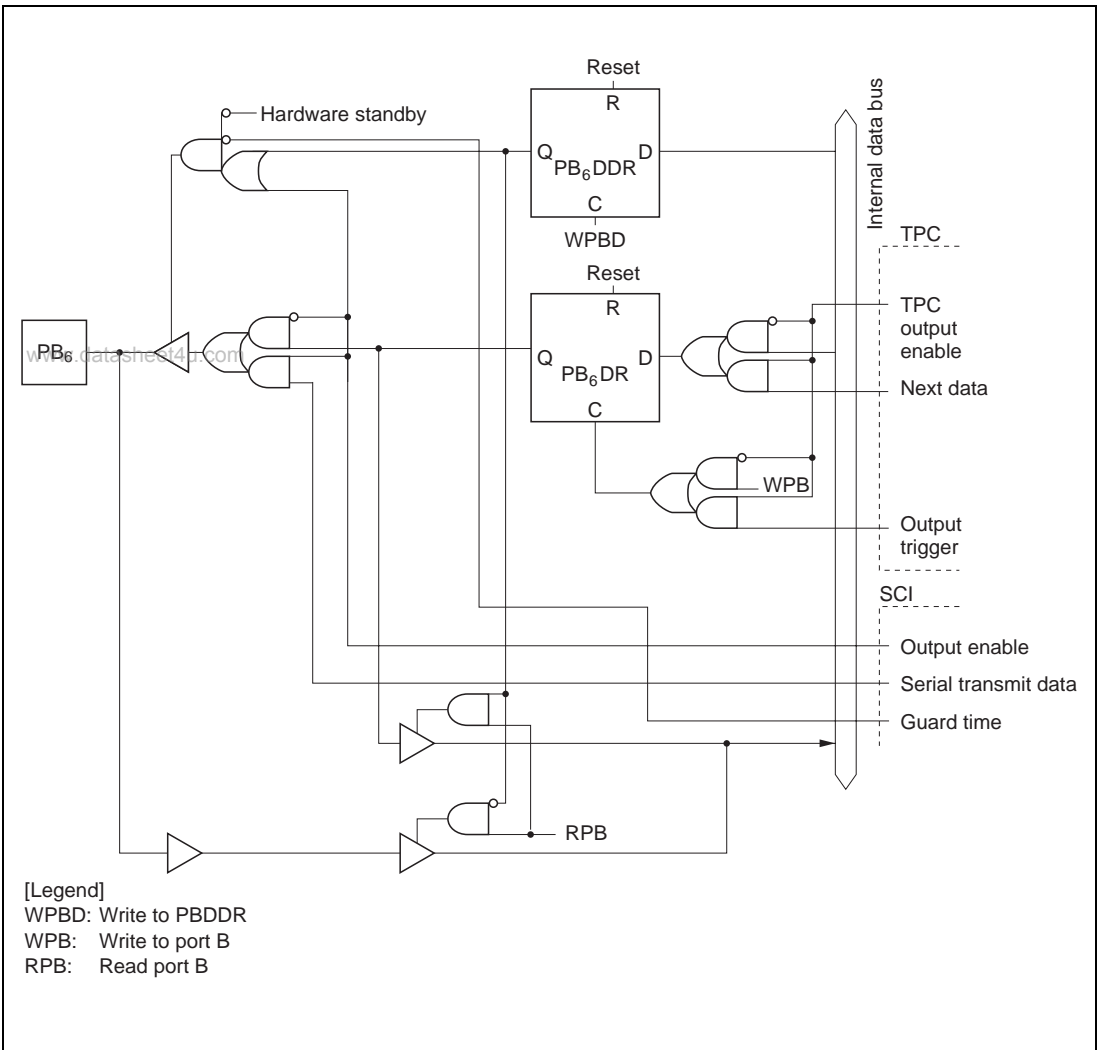 Reset
R
Hardware standby
Q
D
PB₆DDR
C
WPBD
Internal data bus
TPC
Reset
R
TPC
output
enable
PB₆
www.datasheet4u.com
Q
D
PB₆DR
Next data
C
WPB
Output
trigger
SCI
Output enable
Serial transmit data
Guard time
RPB
[Legend]
WPBD: Write to PBDDR
WPB: Write to port B
RPB: Read port B